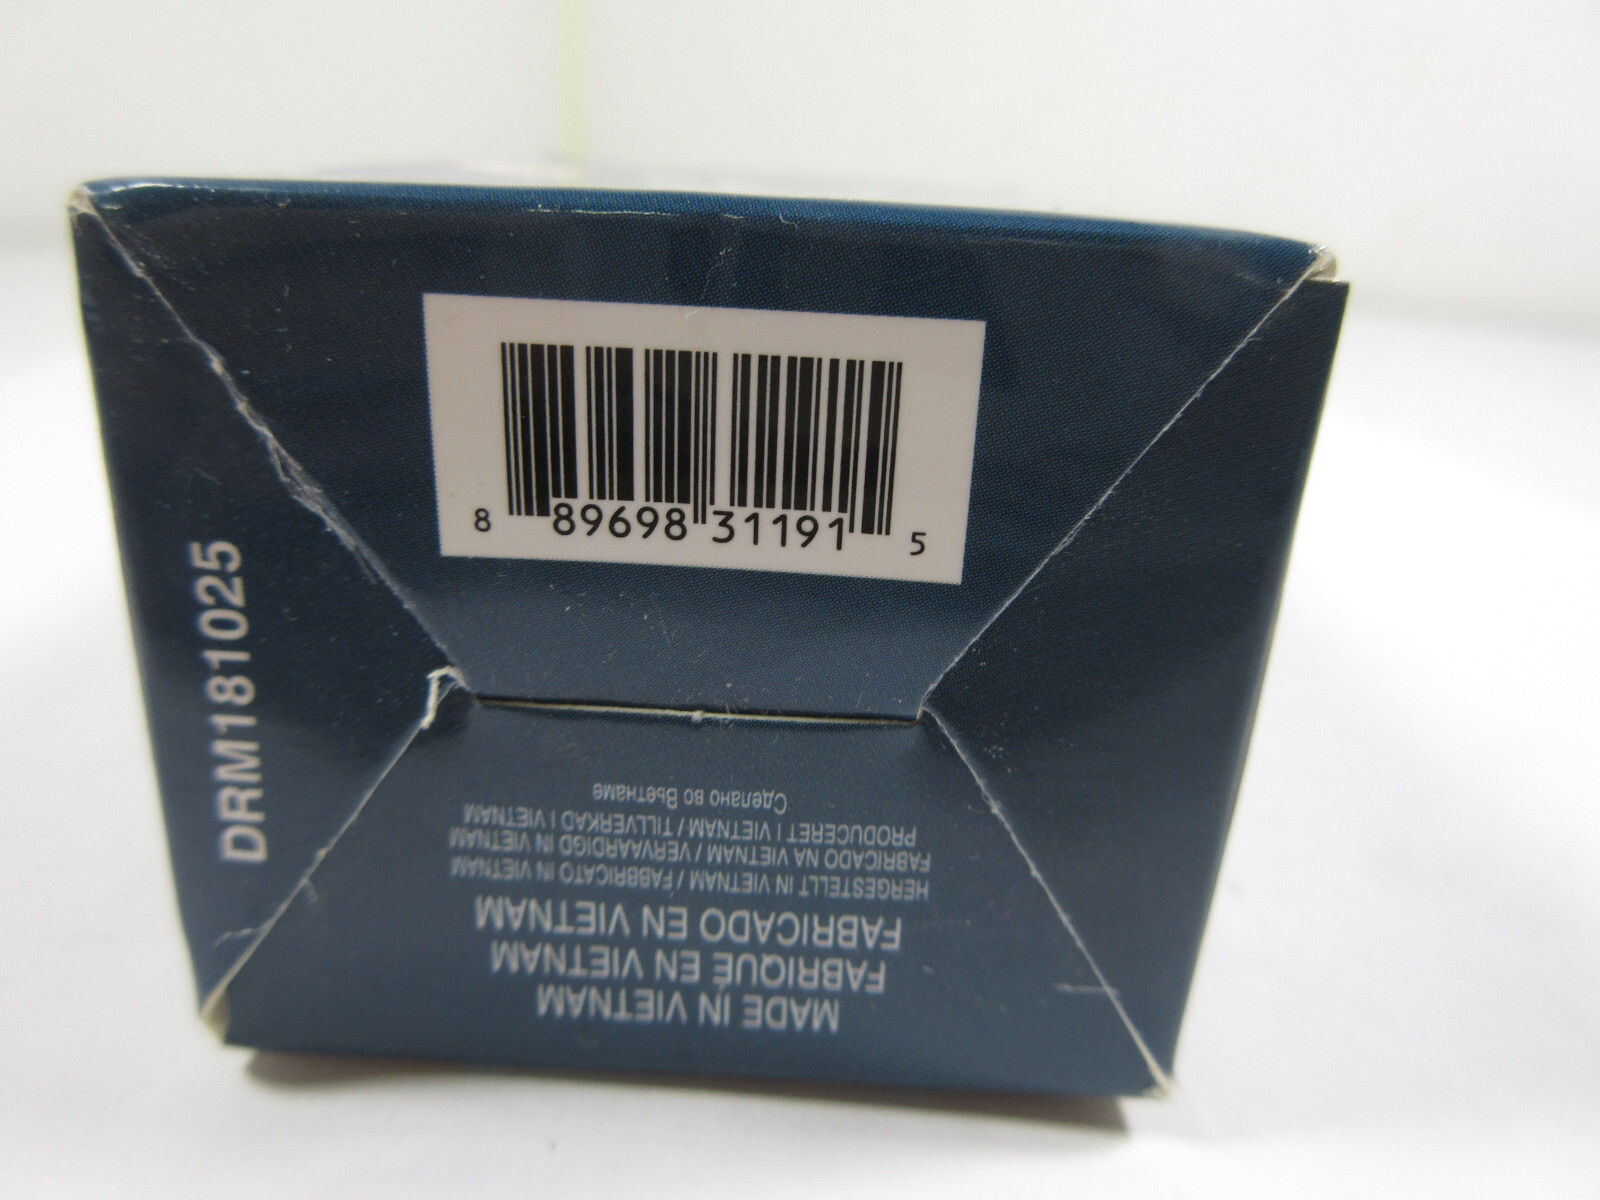 8 89698 31191 5
DRM181025
MADE IN VIETNAM
FABRIQUÉ EN VIETNAM
FABRICADO EN VIETNAM
HERGESTELLT IN VIETNAM / FABBRICATO IN VIETNAM
FABRICADO NA VIETNAM / VERVAARDIGD IN VIETNAM
PRODUCERET I VIETNAM / TILLVERKAD I VIETNAM
Сделано во Вьетнаме